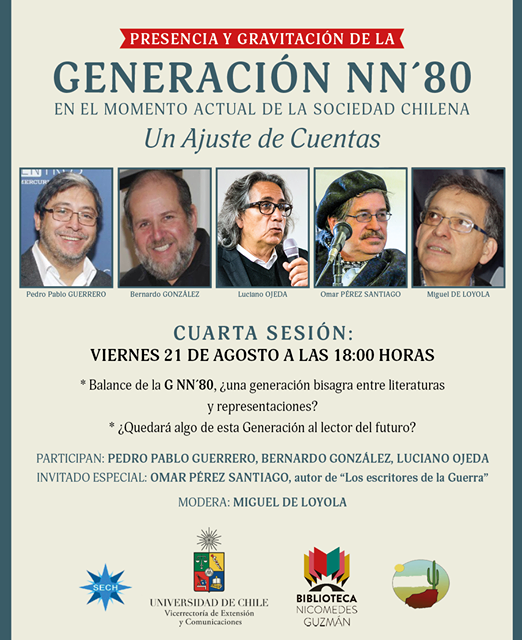 PRESENCIA Y GRAVITACIÓN DE LA
GENERACIÓN NN´80
EN EL MOMENTO ACTUAL DE LA SOCIEDAD CHILENA
Un Ajuste de Cuentas
Pedro Pablo GUERRERO
Bernardo GONZÁLEZ
Luciano OJEDA
Omar PÉREZ SANTIAGO
Miguel DE LOYOLA
CUARTA SESIÓN:
VIERNES 21 DE AGOSTO A LAS 18:00 HORAS
* Balance de la G NN´80, ¿una generación bisagra entre literaturas
y representaciones?
* ¿Quedará algo de esta Generación al lector del futuro?
PARTICIPAN: PEDRO PABLO GUERRERO, BERNARDO GONZÁLEZ, LUCIANO OJEDA
INVITADO ESPECIAL: OMAR PÉREZ SANTIAGO, autor de “Los escritores de la Guerra”
MODERA: MIGUEL DE LOYOLA
SECH
UNIVERSIDAD DE CHILE
Vicerrectoría de Extensión
y Comunicaciones
BIBLIOTECA
NICOMEDES
GUZMÁN